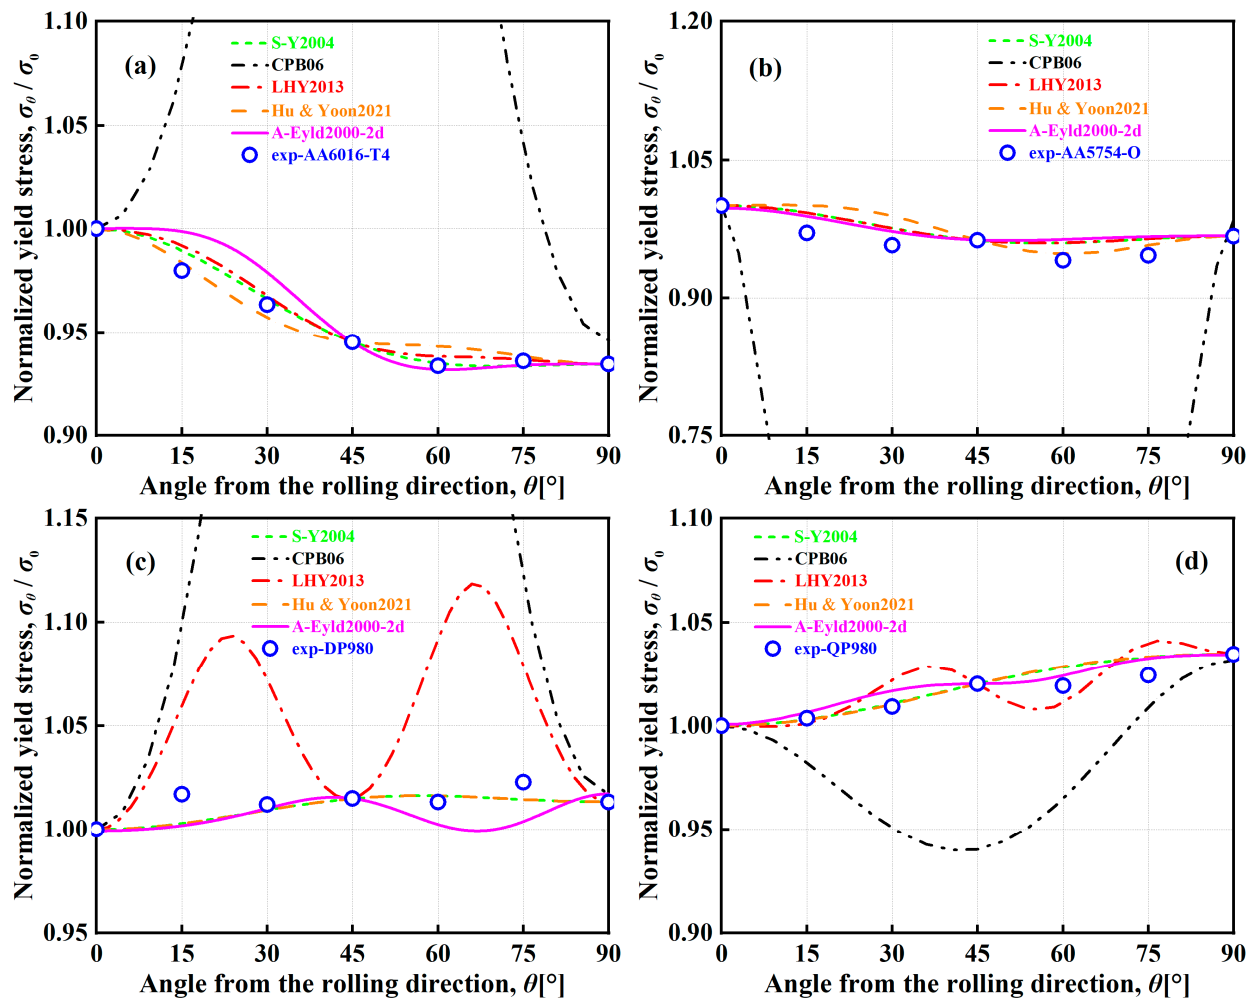 (a)
S-Y2004
CPB06
LHY2013
Hu & Yoon2021
A-Eyld2000-2d
exp-AA6016-T4
1.10
1.05
1.00
0.95
0.90
0 15 30 45 60 75 90
Normalized yield stress, σθ / σ0
Angle from the rolling direction, θ[°]
(b)
S-Y2004
CPB06
LHY2013
Hu & Yoon2021
A-Eyld2000-2d
exp-AA5754-O
1.20
1.05
0.90
0.75
0 15 30 45 60 75 90
Normalized yield stress, σθ / σ0
Angle from the rolling direction, θ[°]
(c)
S-Y2004
CPB06
LHY2013
Hu & Yoon2021
A-Eyld2000-2d
exp-DP980
1.15
1.10
1.05
1.00
0.95
0 15 30 45 60 75 90
Normalized yield stress, σθ / σ0
Angle from the rolling direction, θ[°]
(d)
S-Y2004
CPB06
LHY2013
Hu & Yoon2021
A-Eyld2000-2d
exp-QP980
1.10
1.05
1.00
0.95
0.90
0 15 30 45 60 75 90
Normalized yield stress, σθ / σ0
Angle from the rolling direction, θ[°]